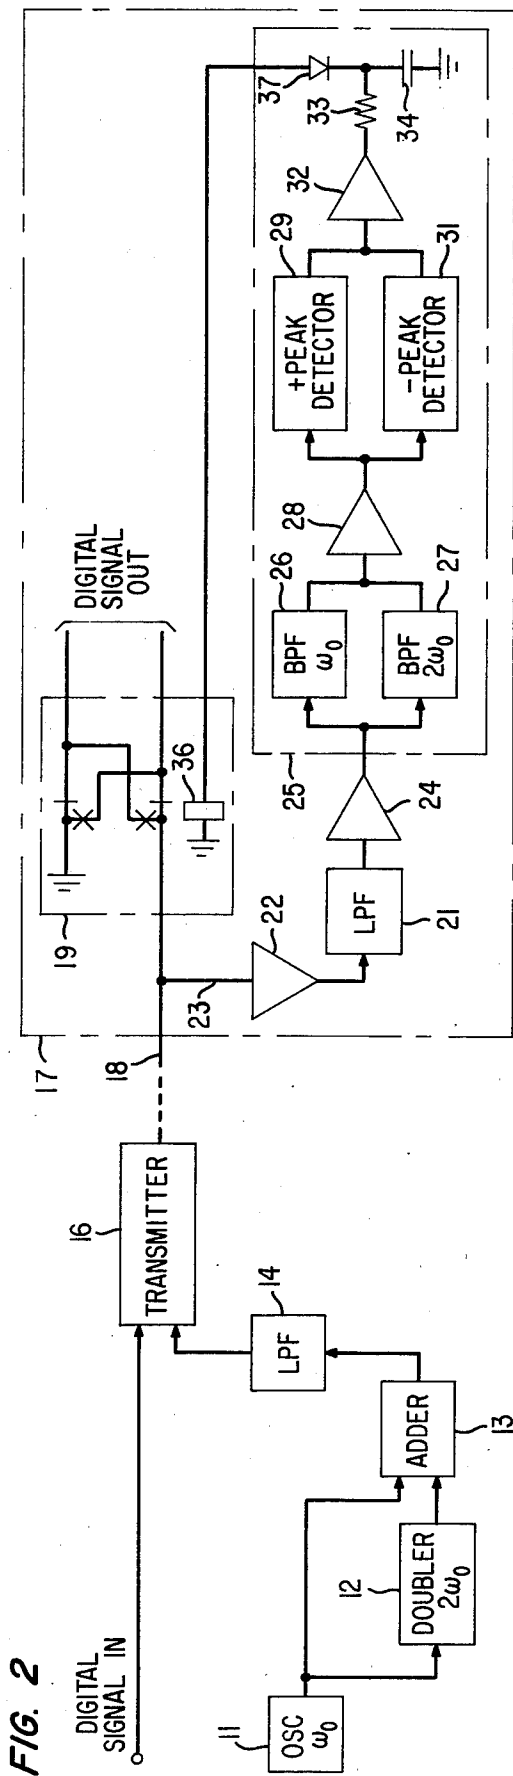 FIG. 2
DIGITAL
SIGNAL IN
11
OSC
ω₀
12
DOUBLER
2ω₀
ADDER
13
LPF
14
TRANSMITTER
16
17
18
19
DIGITAL
SIGNAL
OUT
36
23
22
LPF
21
24
25
BPF
ω₀
26
BPF
2ω₀
27
28
+PEAK
DETECTOR
29
−PEAK
DETECTOR
31
32
33
34
37